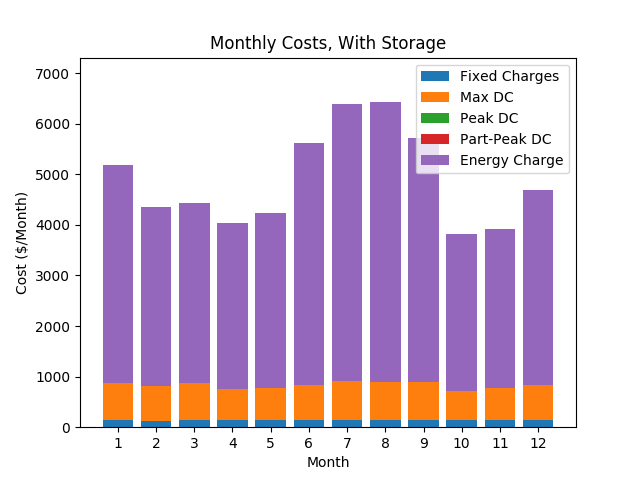 Monthly Costs, With Storage
7000
6000
5000
4000
3000
2000
1000
0
Cost ($/Month)
Fixed Charges
Max DC
Peak DC
Part-Peak DC
Energy Charge
1 2 3 4 5 6 7 8 9 10 11 12
Month